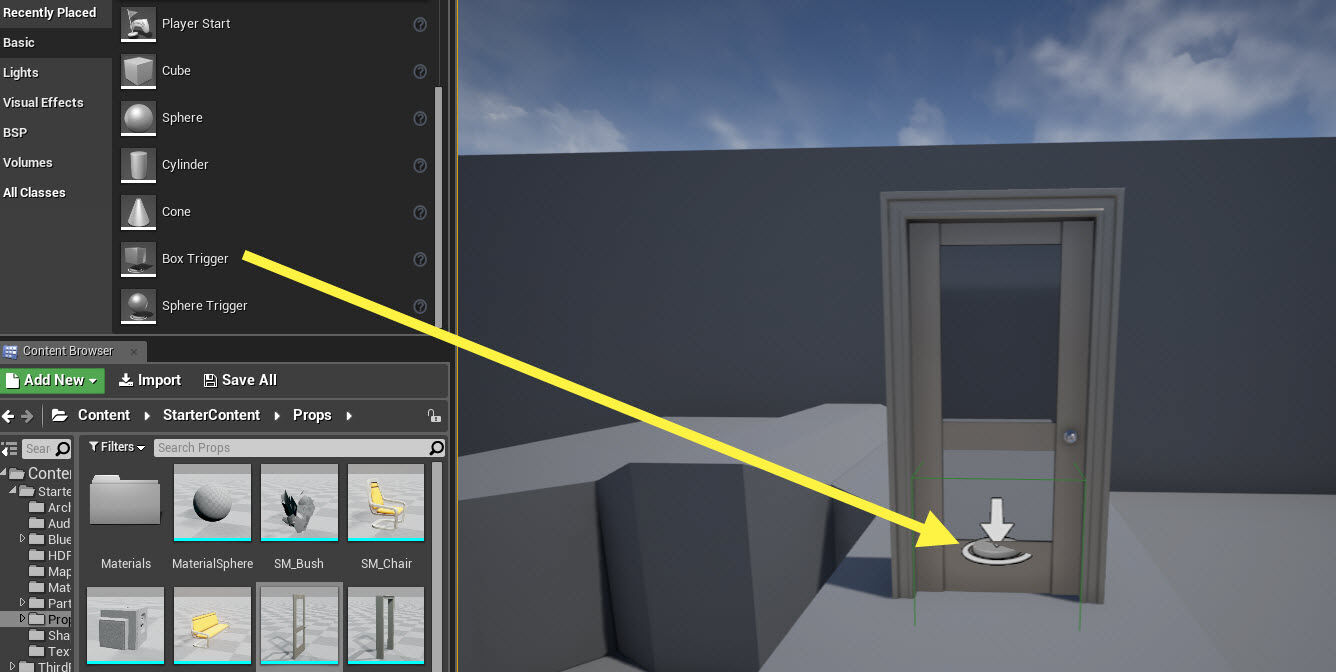 Recently Placed
Basic
Lights
Visual Effects
BSP
Volumes
All Classes
Player Start
Cube
Sphere
Cylinder
Cone
Box Trigger
Sphere Trigger
Content Browser
Add New
Import
Save All
Content
StarterContent
Props
Sear
Filters
Search Props
Conte
Starte
Arch
Aud
Blue
HDF
Map
Mat
Part
Prop
Sha
Tex
Third
Materials
MaterialSphere
SM_Bush
SM_Chair